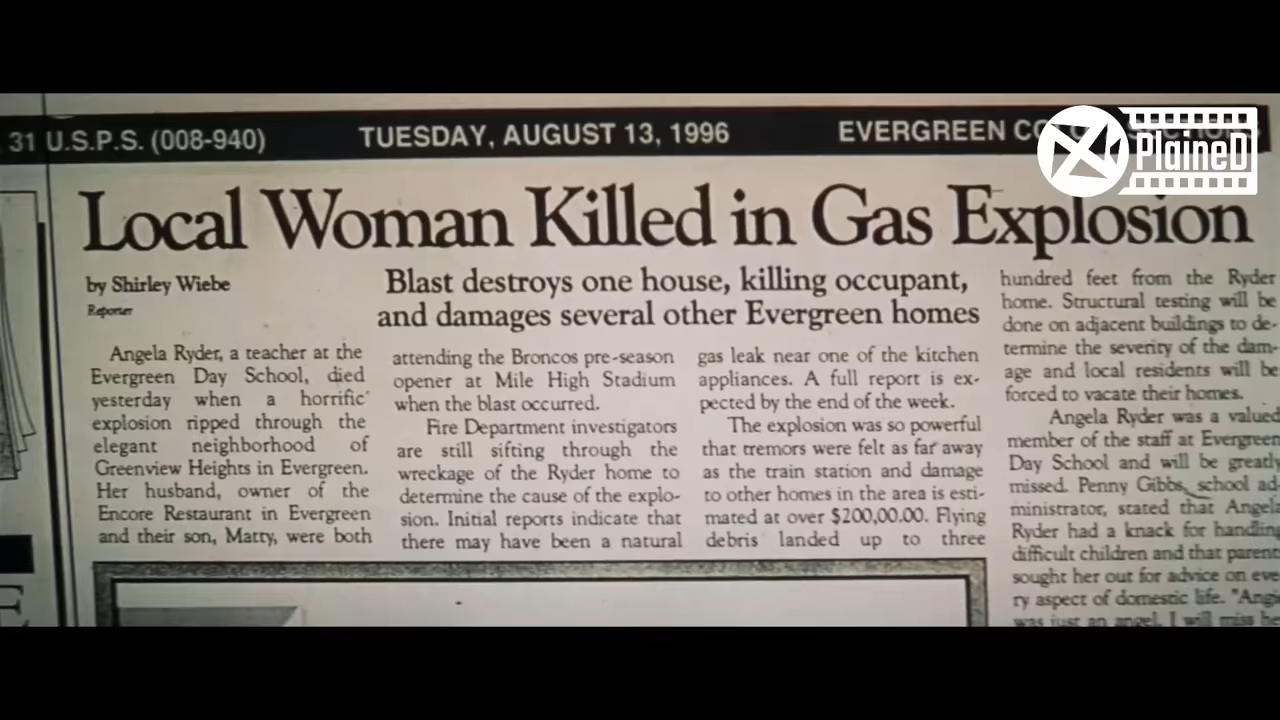 31 U.S.P.S. (008-940)
TUESDAY, AUGUST 13, 1996
EVERGREEN
XPlaineD
Local Woman Killed in Gas Explosion
by Shirley Wiebe
Reporter
Blast destroys one house, killing occupant,
and damages several other Evergreen homes
Angela Ryder, a teacher at the
Evergreen Day School, died
yesterday when a horrific
explosion ripped through the
elegant neighborhood of
Greenview Heights in Evergreen.
Her husband, owner of the
Encore Restaurant in Evergreen
and their son, Matty, were both
attending the Broncos pre-season
opener at Mile High Stadium
when the blast occurred.
Fire Department investigators
are still sifting through the
wreckage of the Ryder home to
determine the cause of the explo-
sion. Initial reports indicate that
there may have been a natural
gas leak near one of the kitchen
appliances. A full report is ex-
pected by the end of the week.
The explosion was so powerful
that tremors were felt as far away
as the train station and damage
to other homes in the area is esti-
mated at over $200,00.00. Flying
debris landed up to three
hundred feet from the Ryder
home. Structural testing will be
done on adjacent buildings to de-
termine the severity of the dam-
age and local residents will be
forced to vacate their homes.
Angela Ryder was a valued
member of the staff at Evergreen
Day School and will be greatly
missed. Penny Gibbs, school ad-
ministrator, stated that Angela
Ryder had a knack for handling
difficult children and that parent
sought her out for advice on eve
ry aspect of domestic life. "Angi
was just an angel. I will miss he